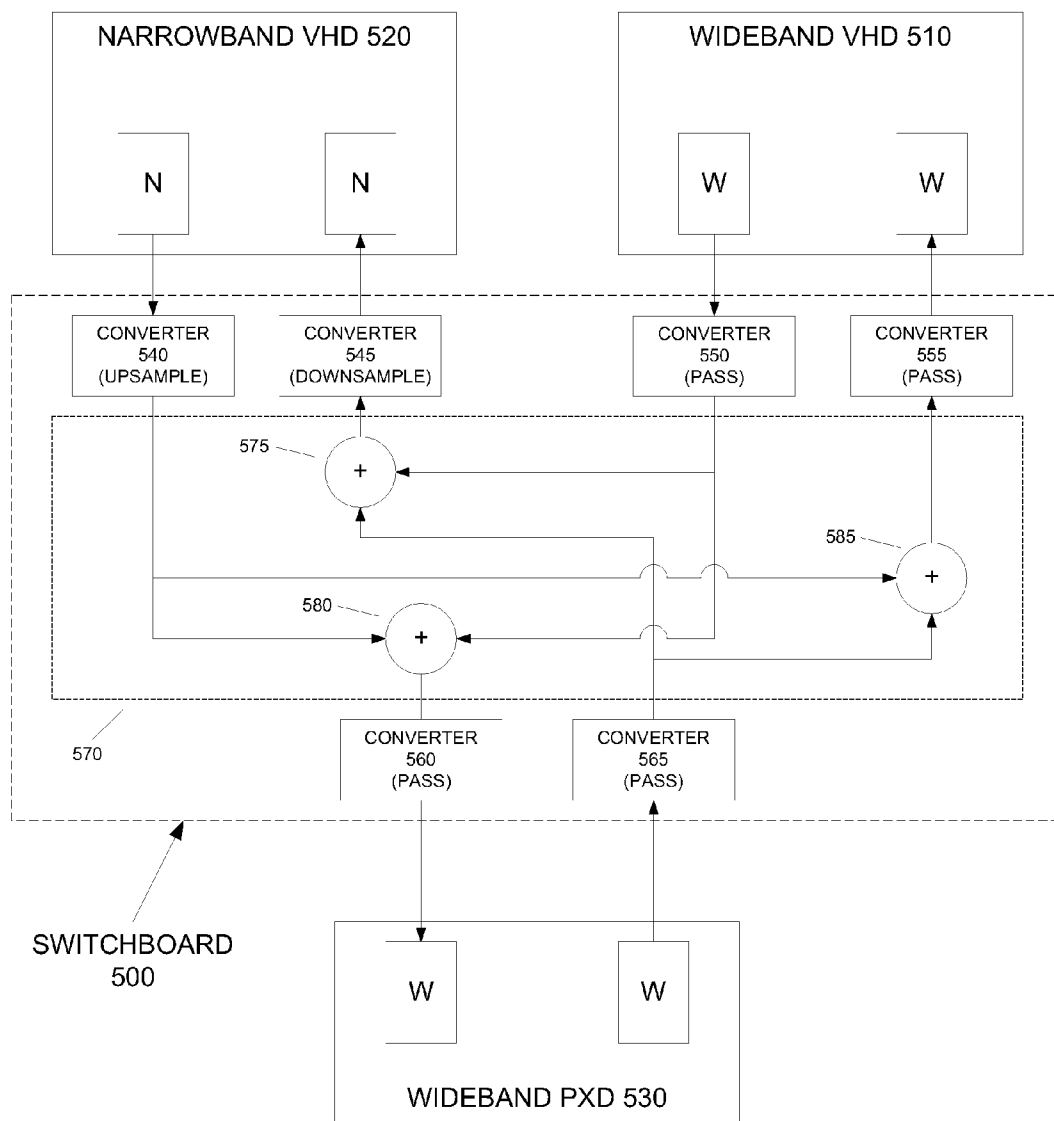 NARROWBAND VHD 520
WIDEBAND VHD 510
N
N
W
W
CONVERTER
540
(UPSAMPLE)
CONVERTER
545
(DOWNSAMPLE)
CONVERTER
550
(PASS)
CONVERTER
555
(PASS)
575
+
585
+
580
+
570
CONVERTER
560
(PASS)
CONVERTER
565
(PASS)
SWITCHBOARD
500
W
W
WIDEBAND PXD 530